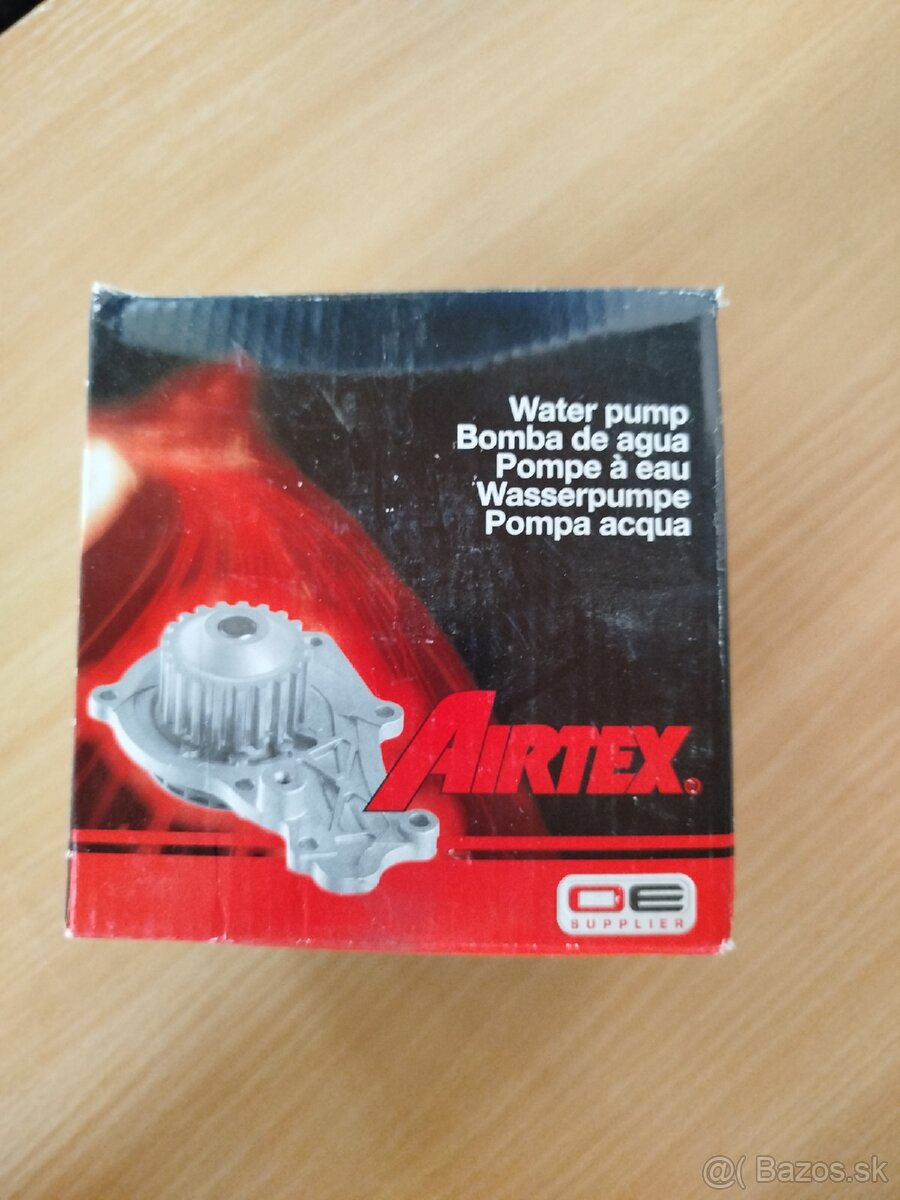 Water pump
Bomba de agua
Pompe à eau
Wasserpumpe
Pompa acqua
AIRTEX®
OE
SUPPLIER
@( Bazos.sk